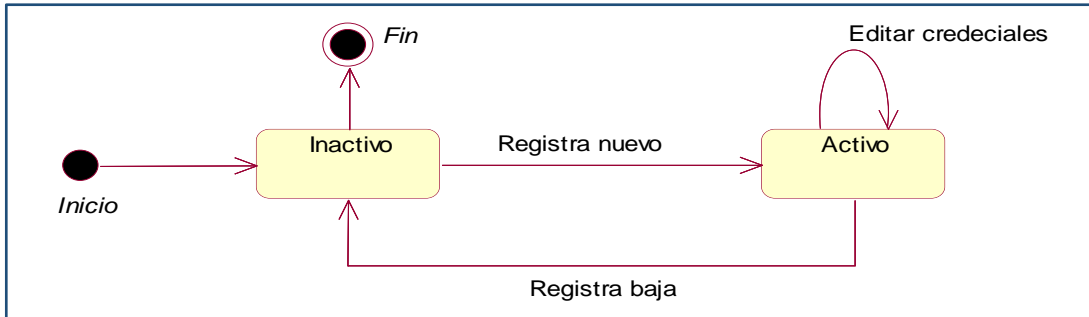 Fin
Editar credeciales
Inactivo
Registra nuevo
Activo
Inicio
Registra baja